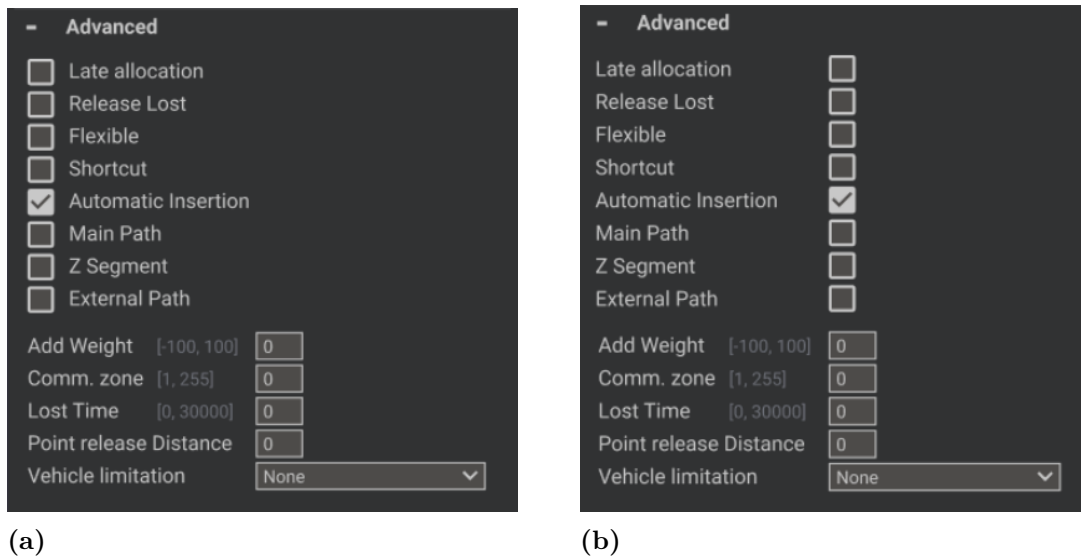 - Advanced
Late allocation
Release Lost
Flexible
Shortcut
Automatic Insertion
Main Path
Z Segment
External Path
Add Weight [-100, 100] 0
Comm. zone [1, 255] 0
Lost Time [0, 30000] 0
Point release Distance 0
Vehicle limitation None
(a)
- Advanced
Late allocation
Release Lost
Flexible
Shortcut
Automatic Insertion
Main Path
Z Segment
External Path
Add Weight [-100, 100] 0
Comm. zone [1, 255] 0
Lost Time [0, 30000] 0
Point release Distance 0
Vehicle limitation None
(b)